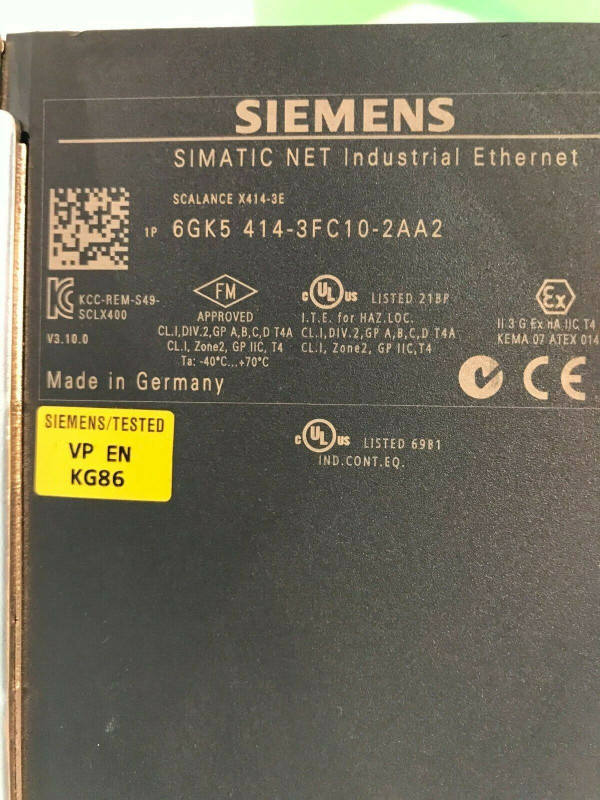 SIEMENS
SIMATIC NET Industrial Ethernet
SCALANCE X414-3E
1P 6GK5 414-3FC10-2AA2
KCC-REM-S49-
SCLX400
V3.10.0
FM
APPROVED
CL.I,DIV.2,GP A,B,C,D T4A
CL.I, Zone2, GP IIC, T4
Ta: -40°C...+70°C
c UL us LISTED 21BP
I.T.E. for HAZ.LOC.
CL.I,DIV.2,GP A,B,C,D T4A
CL.I, Zone2, GP IIC,T4
Ex
II 3 G Ex nA IIC T4
KEMA 07 ATEX 014
Made in Germany
CE
SIEMENS/TESTED
VP EN
KG86
c UL us LISTED 69B1
IND.CONT.EQ.